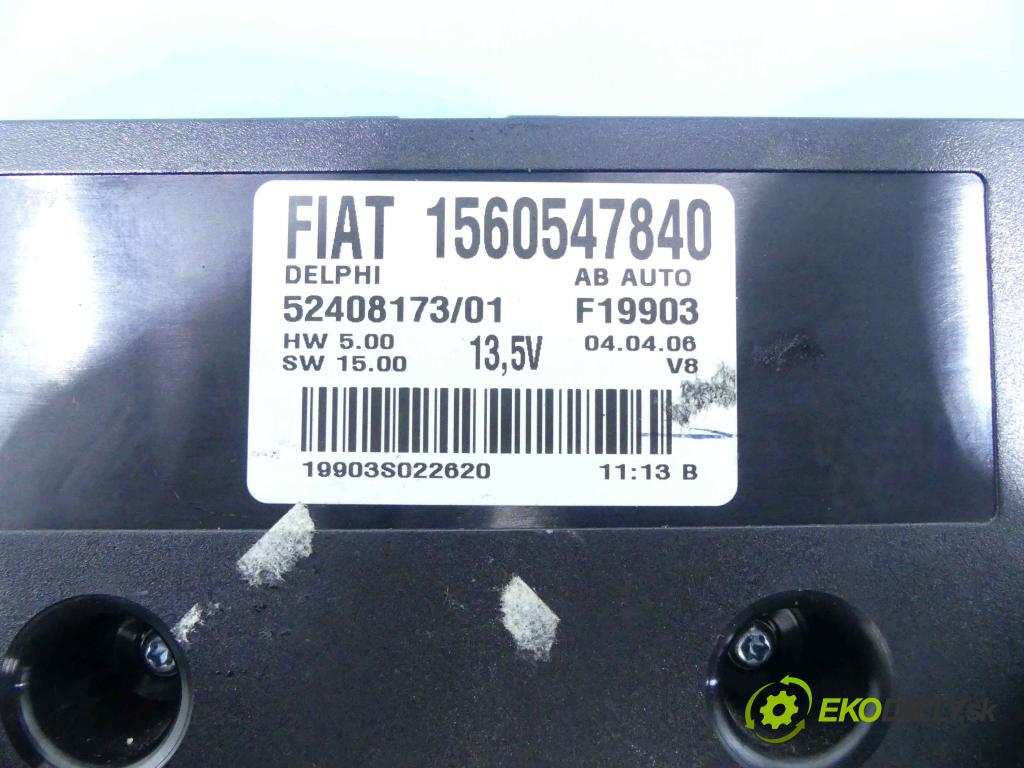 FIAT 1560547840
DELPHI AB AUTO
52408173/01 F19903
HW 5.00 13,5V 04.04.06
SW 15.00 V8
19903S022620 11:13 B
EKODIELY.sk